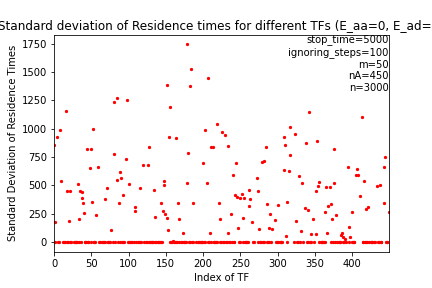 Standard deviation of Residence times for different TFs (E_aa=0, E_ad=
stop_time=5000
ignoring_steps=100
m=50
nA=450
n=3000
Standard Deviation of Residence Times
1750
1500
1250
1000
750
500
250
0
0 50 100 150 200 250 300 350 400
Index of TF